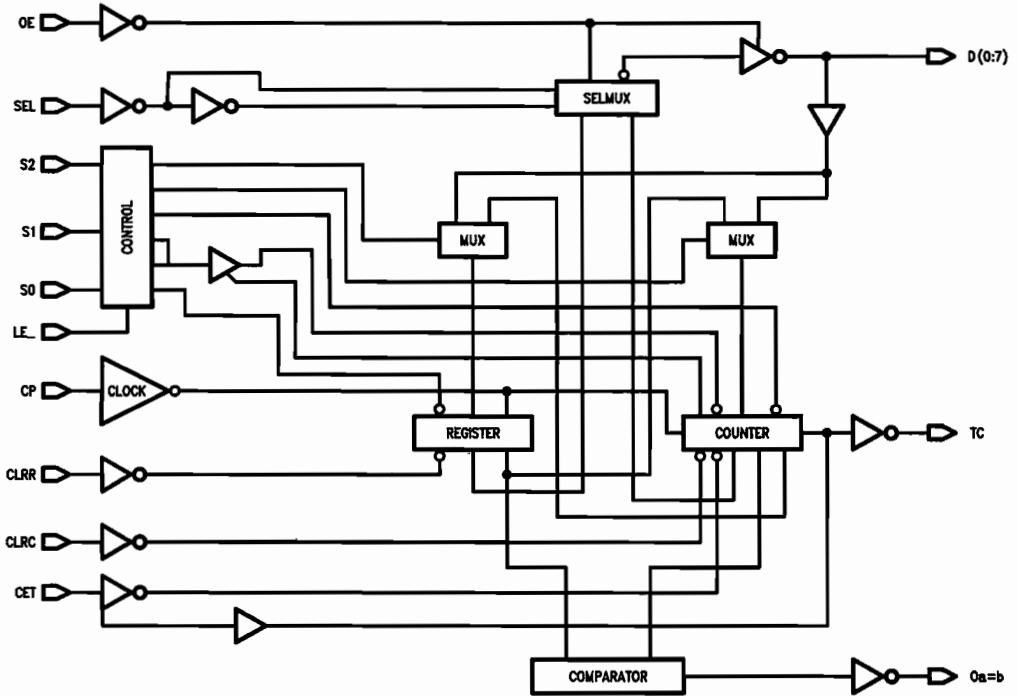 OE
D(0:7)
SEL
SELMUX
S2
CONTROL
S1
MUX
MUX
S0
LE_
CP
CLOCK
REGISTER
COUNTER
TC
CLRR
CLRC
CET
COMPARATOR
Oa=b